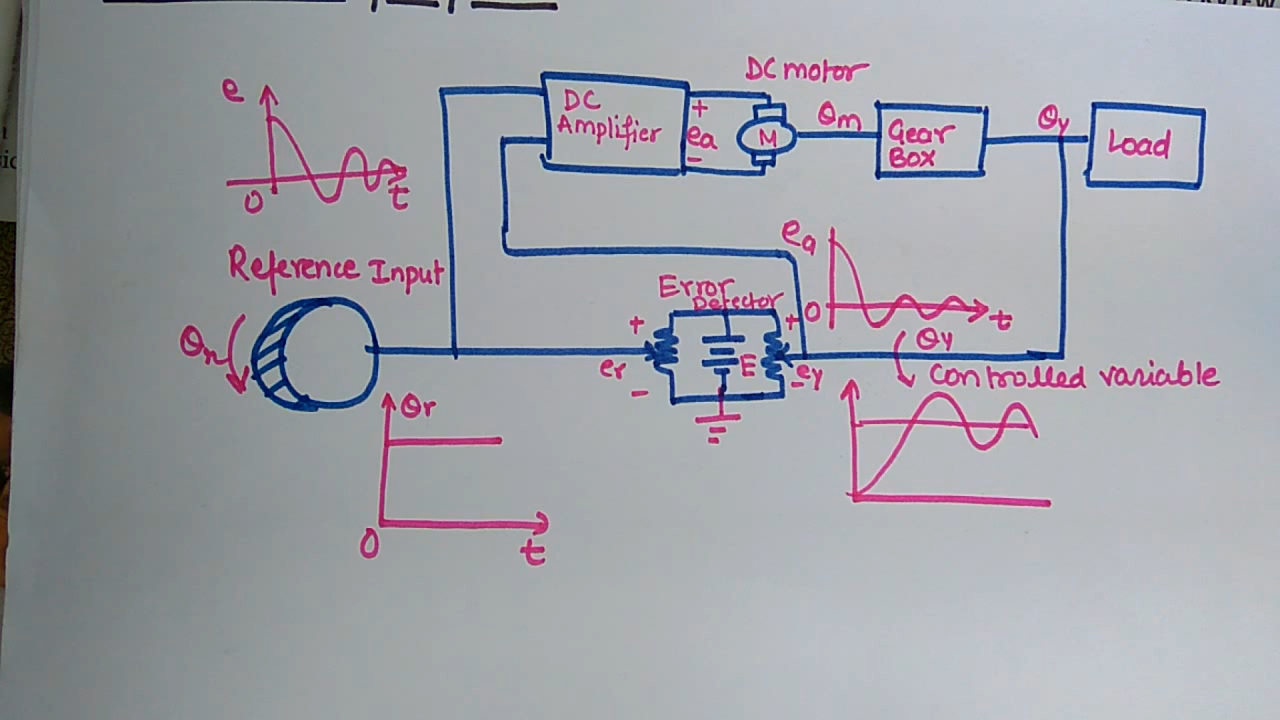 DC motor
e
DC
Amplifier
+
ea
-
M
θm
Gear
Box
θy
Load
0
t
Reference Input
ea
0
t
Error
Detector
+
+
θr
er
E
ey
-
-
θy
Controlled variable
θr
0
t